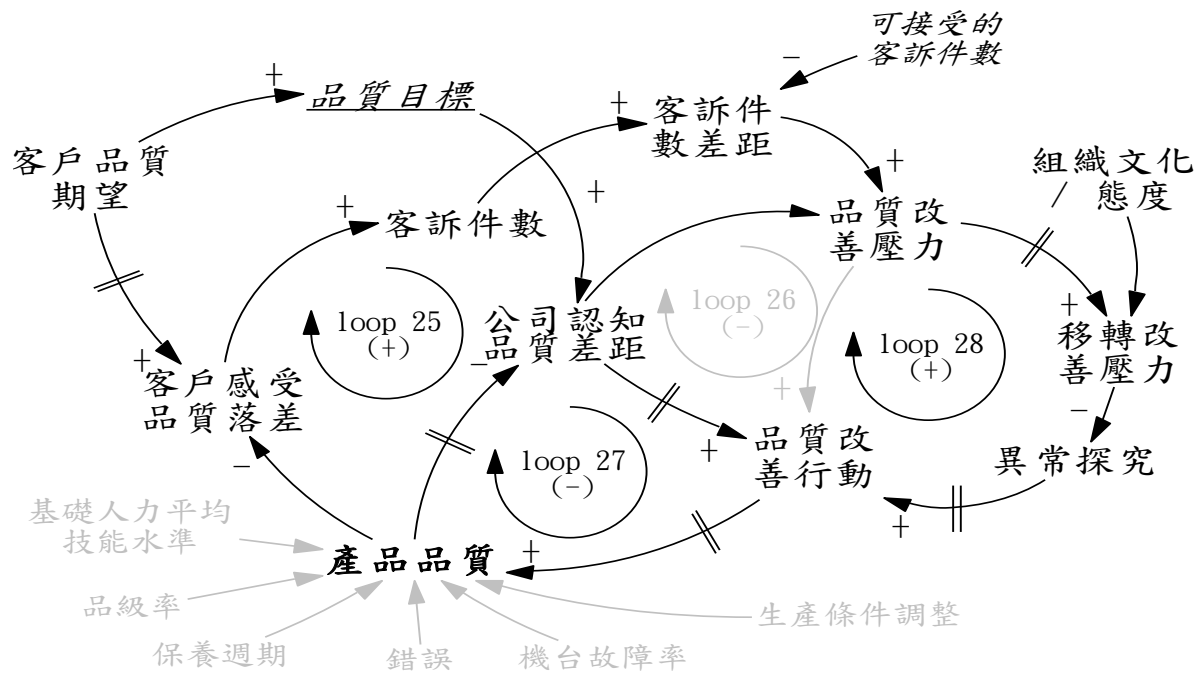 可接受的
客訴件數
+
−
品質目標
+
客訴件
數差距
客戶品質
期望
+
組織文化
態度
+
+
客訴件數
品質改
善壓力
loop 25
(+)
公司認知
品質差距
loop 26
(−)
+
移轉改
善壓力
loop 28
(+)
+
−
客戶感受
品質落差
+
−
+
品質改
善行動
loop 27
(−)
異常探究
−
+
基礎人力平均
技能水準
產品品質
+
品級率
生產條件調整
保養週期
錯誤
機台故障率